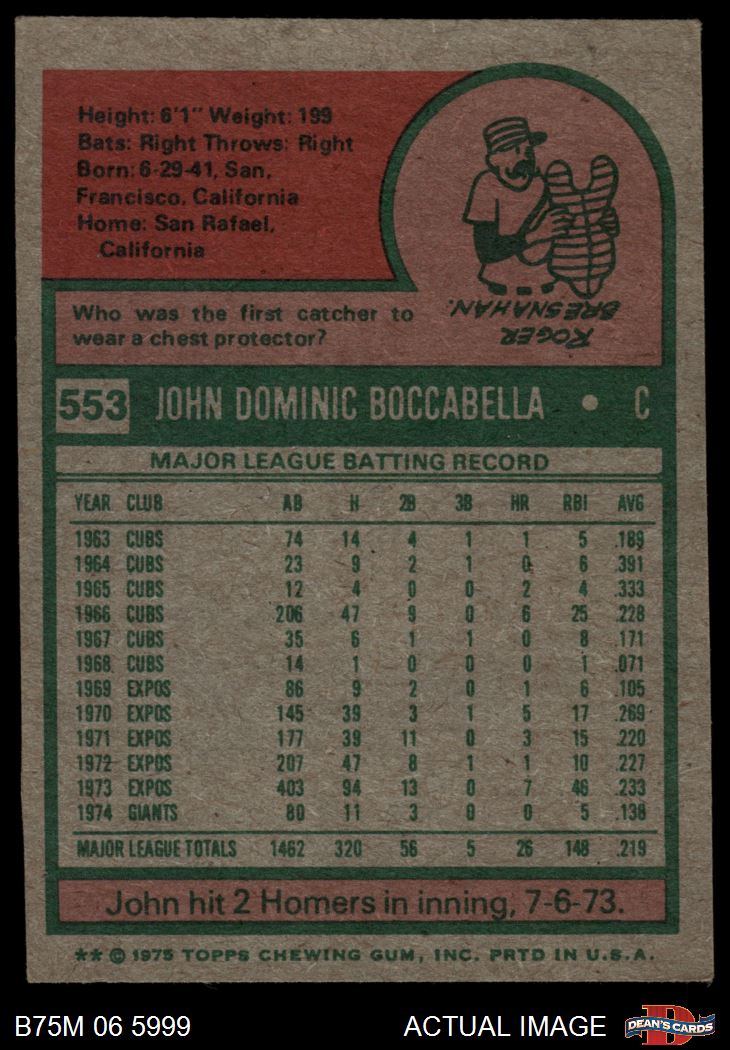 Height: 6'1" Weight: 199
Bats: Right Throws: Right
Born: 6-29-41, San,
Francisco, California
Home: San Rafael,
California
Who was the first catcher to
wear a chest protector?
ROGER
BRESNAHAN.
553 JOHN DOMINIC BOCCABELLA • C
MAJOR LEAGUE BATTING RECORD
YEAR CLUB AB H 2B 3B HR RBI AVG
1963 CUBS 74 14 4 1 1 5 .189
1964 CUBS 23 9 2 1 0 6 .391
1965 CUBS 12 4 0 0 2 4 .333
1966 CUBS 206 47 9 0 6 25 .228
1967 CUBS 35 6 1 1 0 8 .171
1968 CUBS 14 1 0 0 0 1 .071
1969 EXPOS 86 9 2 0 1 6 .105
1970 EXPOS 145 39 3 1 5 17 .269
1971 EXPOS 177 39 11 0 3 15 .220
1972 EXPOS 207 47 8 1 1 10 .227
1973 EXPOS 403 94 13 0 7 46 .233
1974 GIANTS 80 11 3 0 0 5 .138
MAJOR LEAGUE TOTALS 1462 320 56 5 26 148 .219
John hit 2 Homers in inning, 7-6-73.
** © 1975 TOPPS CHEWING GUM, INC. PRTD IN U.S.A.
B75M 06 5999 ACTUAL IMAGE
D
DEAN'S CARDS